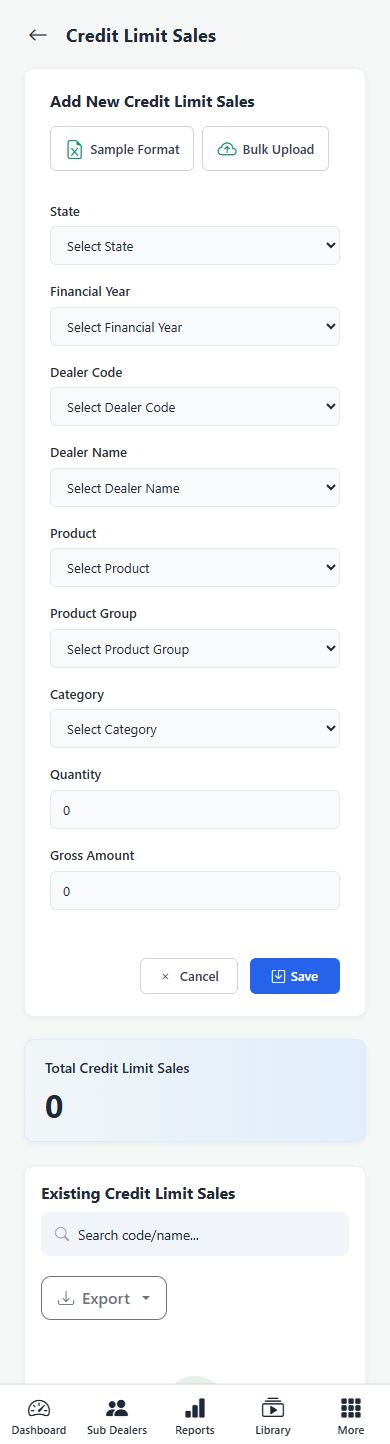 Credit Limit Sales
Add New Credit Limit Sales
Sample Format
Bulk Upload
State
Select State
Financial Year
Select Financial Year
Dealer Code
Select Dealer Code
Dealer Name
Select Dealer Name
Product
Select Product
Product Group
Select Product Group
Category
Select Category
Quantity
0
Gross Amount
0
× Cancel
Save
Total Credit Limit Sales
0
Existing Credit Limit Sales
Search code/name...
Export
Dashboard
Sub Dealers
Reports
Library
More